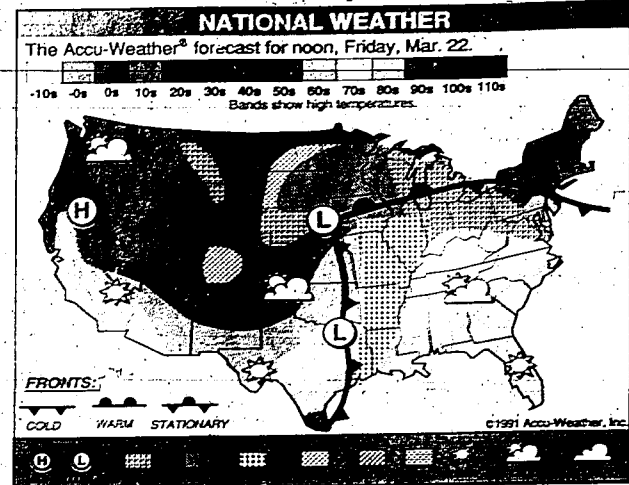 NATIONAL WEATHER
The Accu-Weather® forecast for noon, Friday, Mar. 22.
-10s -0s 0s 10s 20s 30s 40s 50s 60s 70s 80s 90s 100s 110s
Bands show high temperatures.
H
L
L
FRONTS:
COLD WARM STATIONARY
©1991 Accu-Weather, Inc.
H L